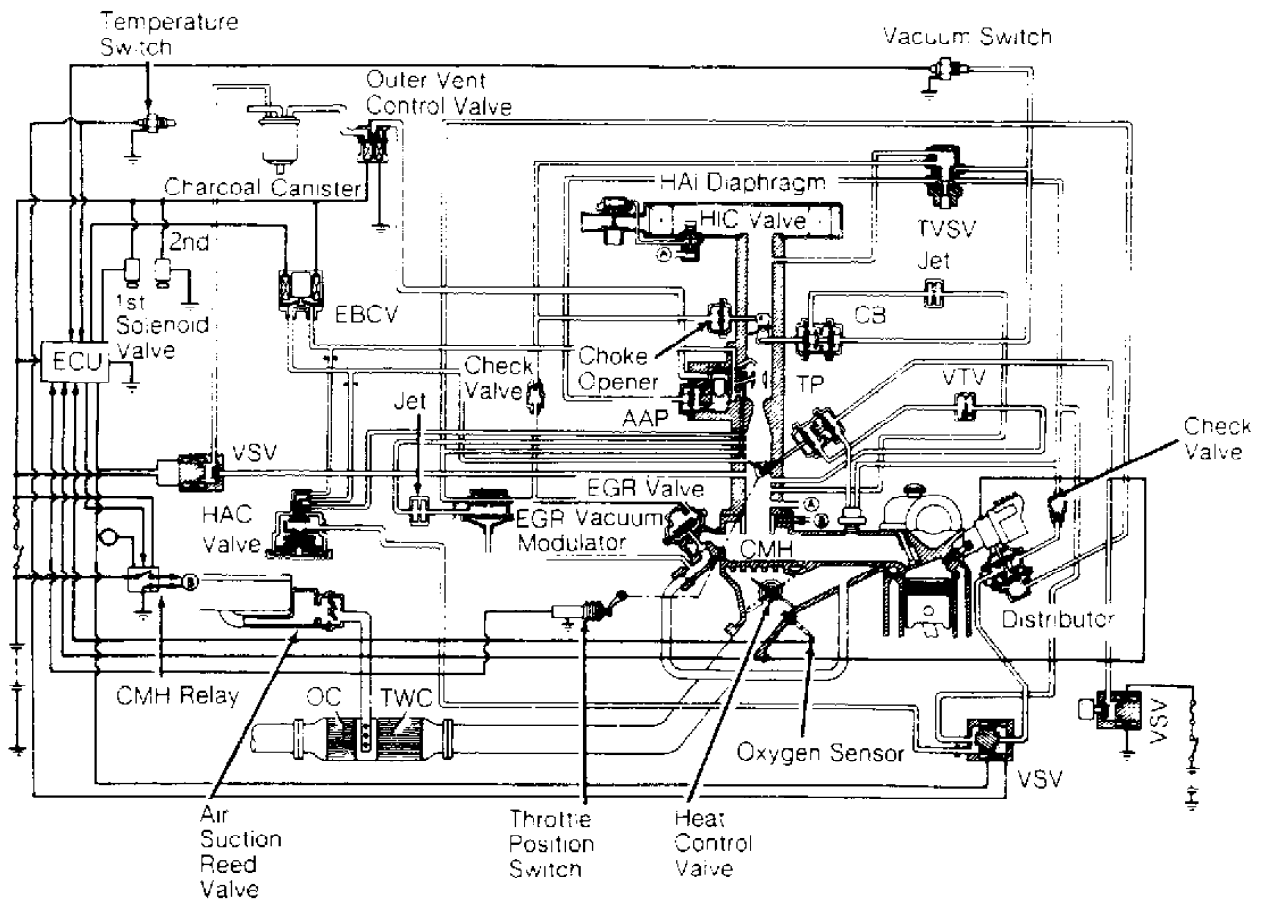 Temperature
Switch
Vacuum Switch
Outer Vent
Control Valve
Charcoal Canister
HAI Diaphragm
HIC Valve
TVSV
2nd
Jet
1st
Solenoid
Valve
EBCV
CB
ECU
Check
Valve
Choke
Opener
TP
VTV
Jet
AAP
Check
Valve
VSV
EGR Valve
A
HAC
Valve
EGR Vacuum
Modulator
CMH
Distributor
CMH Relay
OC
TWC
VSV
Oxygen Sensor
VSV
Air
Suction
Reed
Valve
Throttle
Position
Switch
Heat
Control
Valve